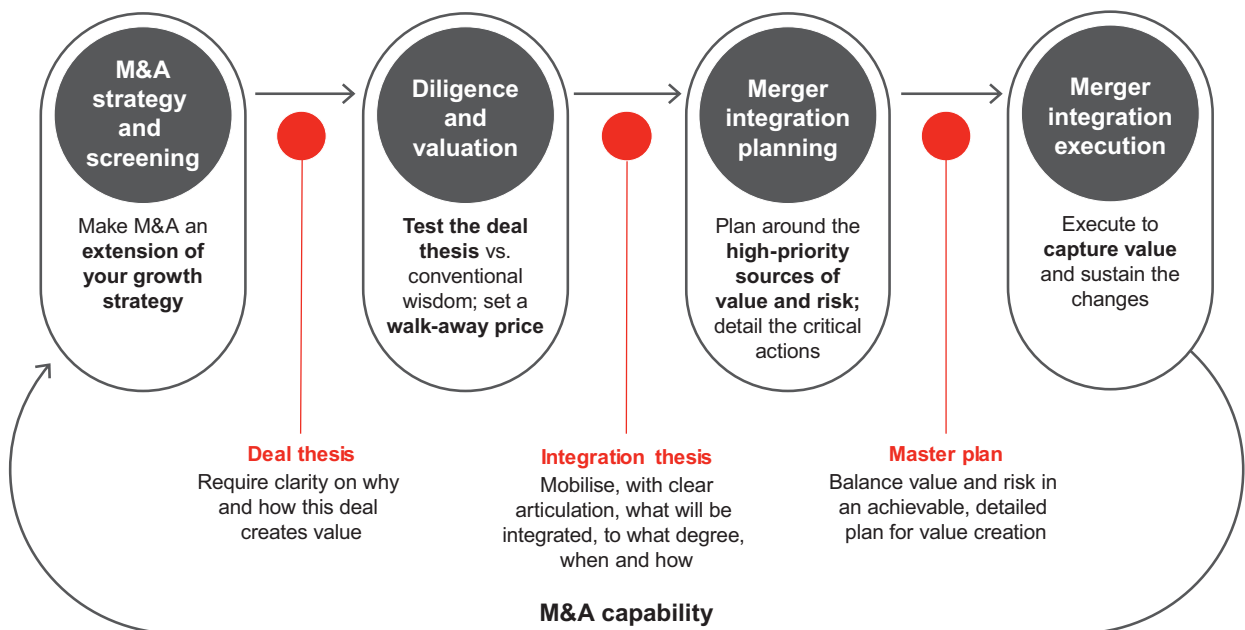 M&A
strategy
and
screening
Make M&A an
extension of
your growth
strategy
Diligence
and
valuation
Test the deal
thesis vs.
conventional
wisdom; set a
walk-away price
Merger
integration
planning
Plan around the
high-priority
sources of
value and risk;
detail the critical
actions
Merger
integration
execution
Execute to
capture value
and sustain the
changes
Deal thesis
Require clarity on why
and how this deal
creates value
Integration thesis
Mobilise, with clear
articulation, what will be
integrated, to what degree,
when and how
Master plan
Balance value and risk in
an achievable, detailed
plan for value creation
M&A capability